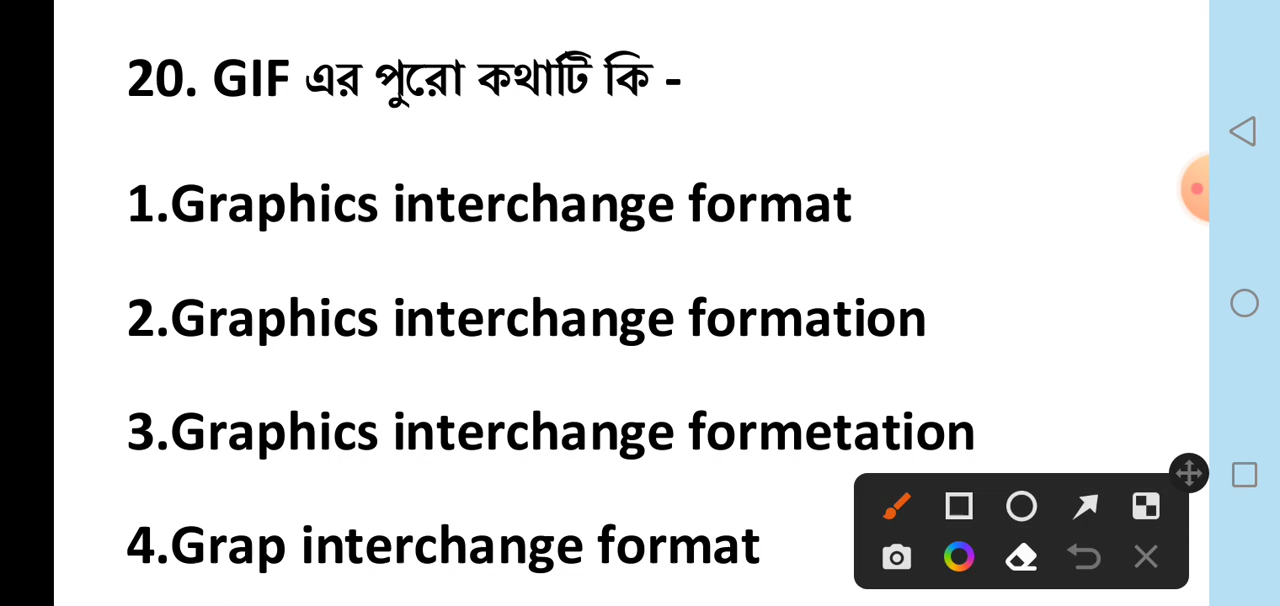 20. GIF এর পুরো কথাটি কি -
1.Graphics interchange format
2.Graphics interchange formation
3.Graphics interchange formetation
4.Grap interchange format